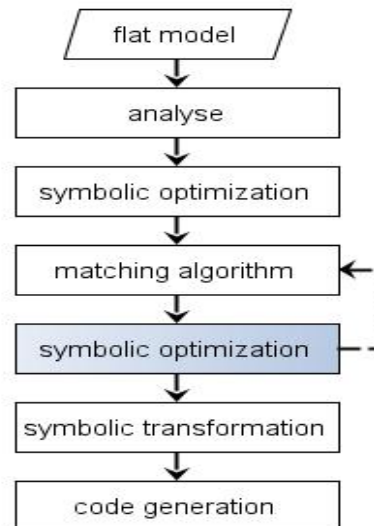 flat model
analyse
symbolic optimization
matching algorithm
symbolic optimization
symbolic transformation
code generation